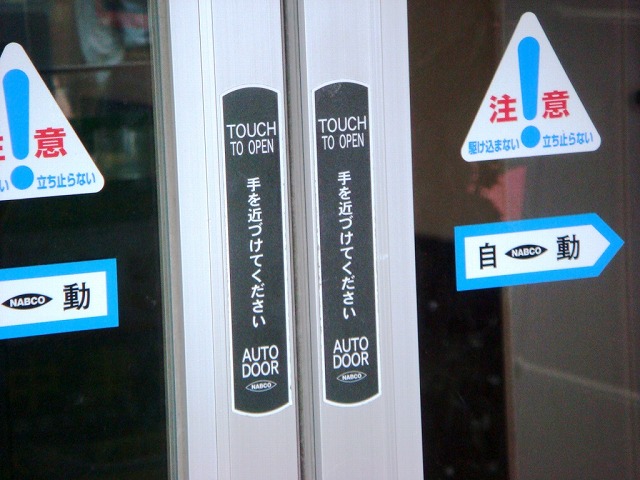 意
い
立ち止らない
NABCO
動
TOUCH
TO OPEN
手を近づけてください
AUTO
DOOR
NABCO
TOUCH
TO OPEN
手を近づけてください
AUTO
DOOR
NABCO
注意
駆け込まない 立ち止らない
自 NABCO 動